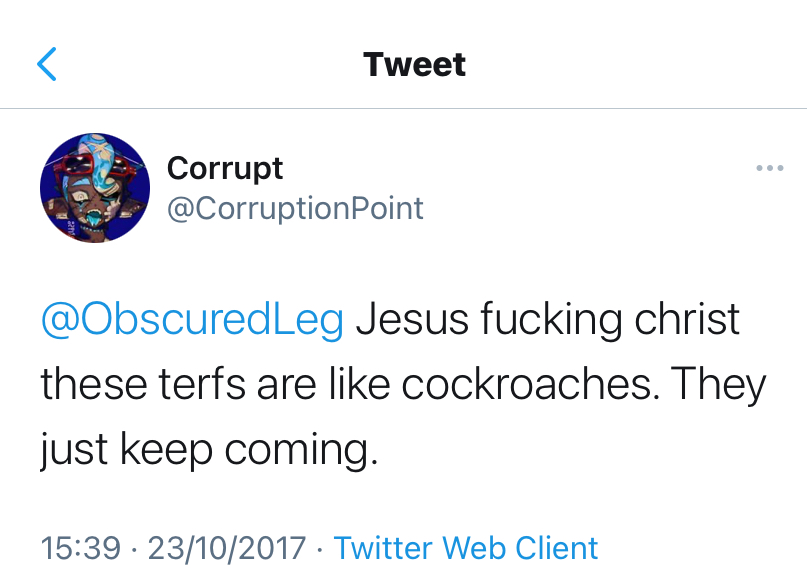 Tweet
Corrupt
@CorruptionPoint
@ObscuredLeg Jesus fucking christ
these terfs are like cockroaches. They
just keep coming.
15:39 · 23/10/2017 · Twitter Web Client